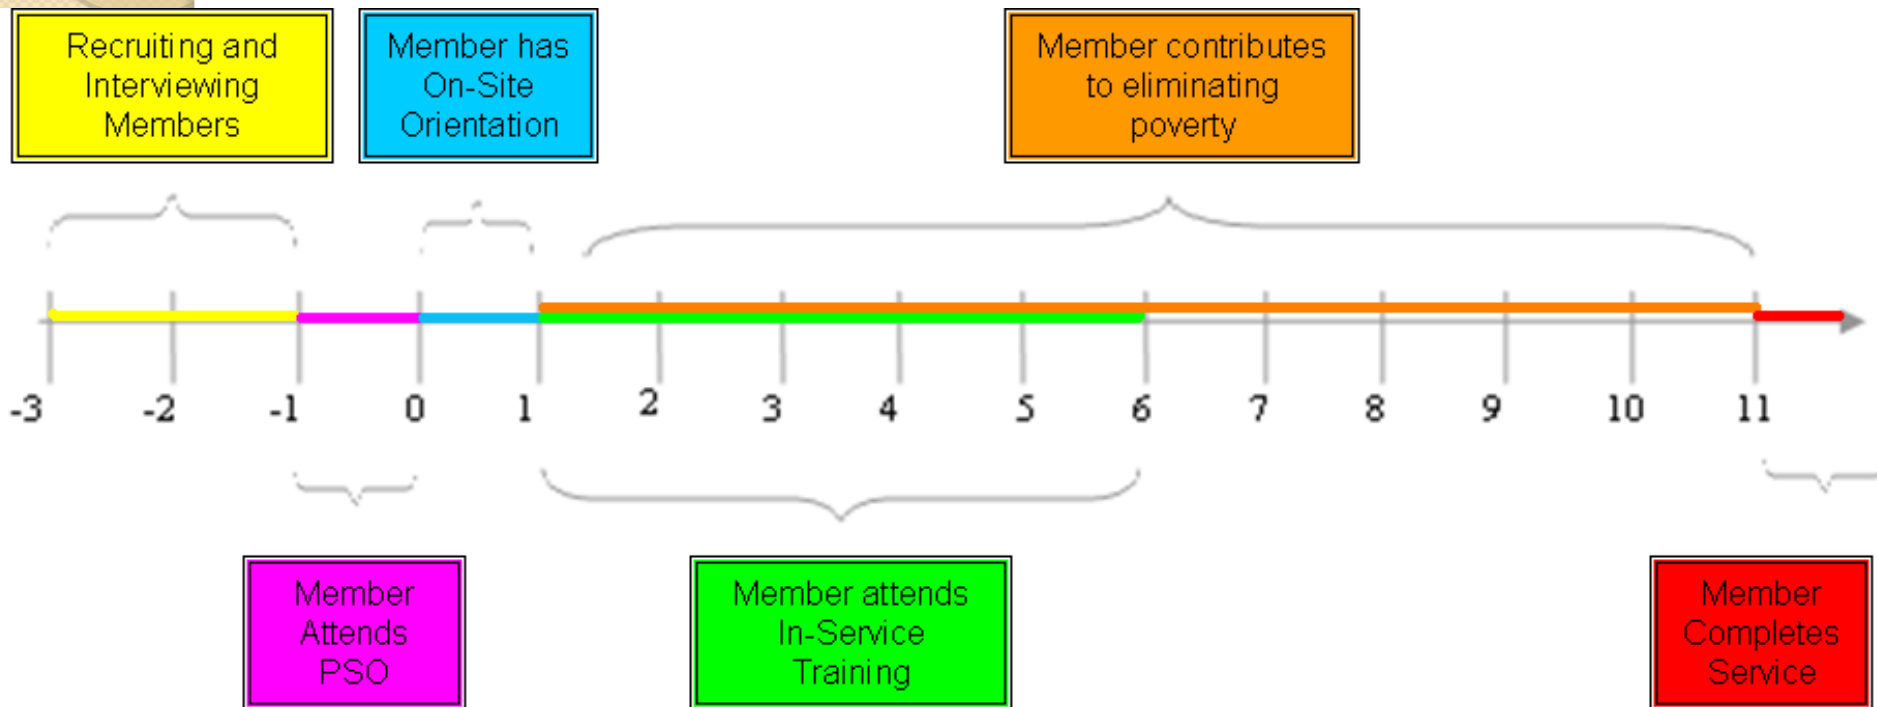 Recruiting and
Interviewing
Members
Member has
On-Site
Orientation
Member contributes
to eliminating
poverty
-3 -2 -1 0 1 2 3 4 5 6 7 8 9 10 11
Member
Attends
PSO
Member attends
In-Service
Training
Member
Completes
Service